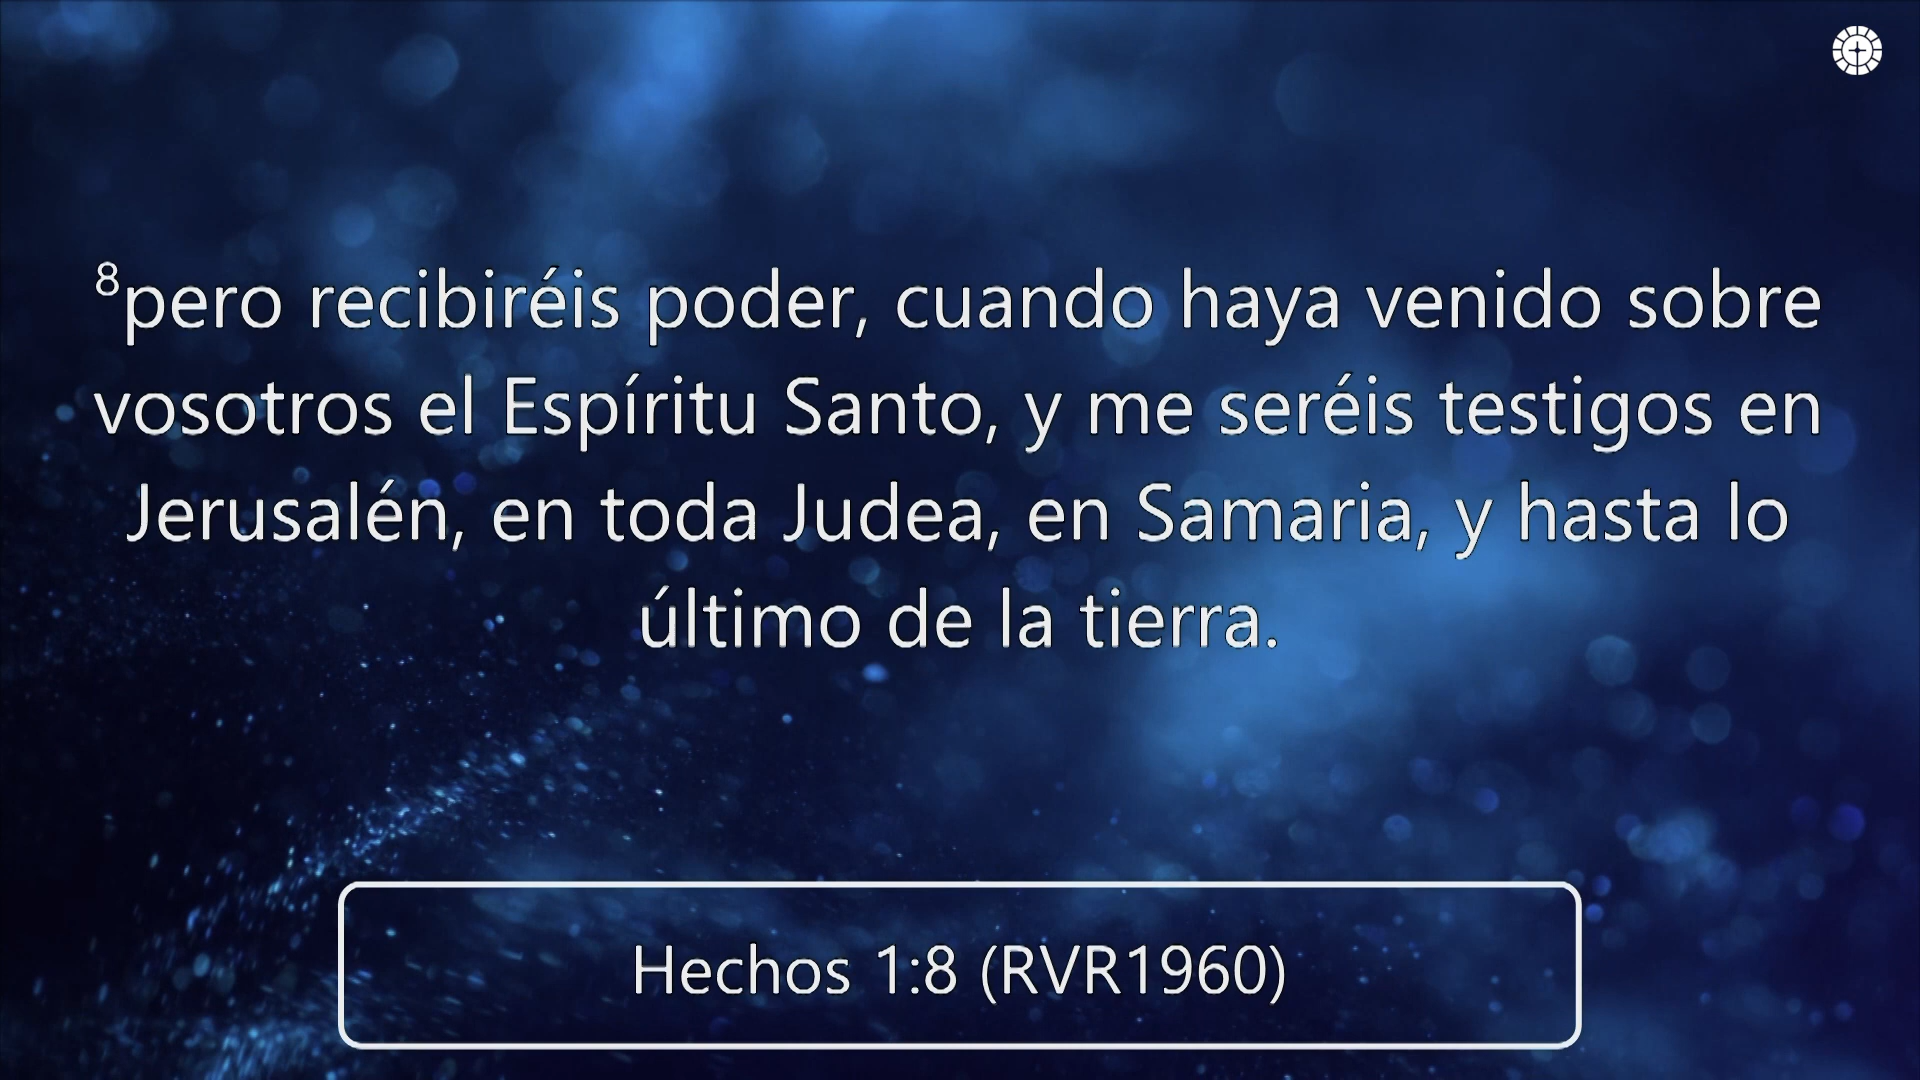 8pero recibiréis poder, cuando haya venido sobre
vosotros el Espíritu Santo, y me seréis testigos en
Jerusalén, en toda Judea, en Samaria, y hasta lo
último de la tierra.
Hechos 1:8 (RVR1960)